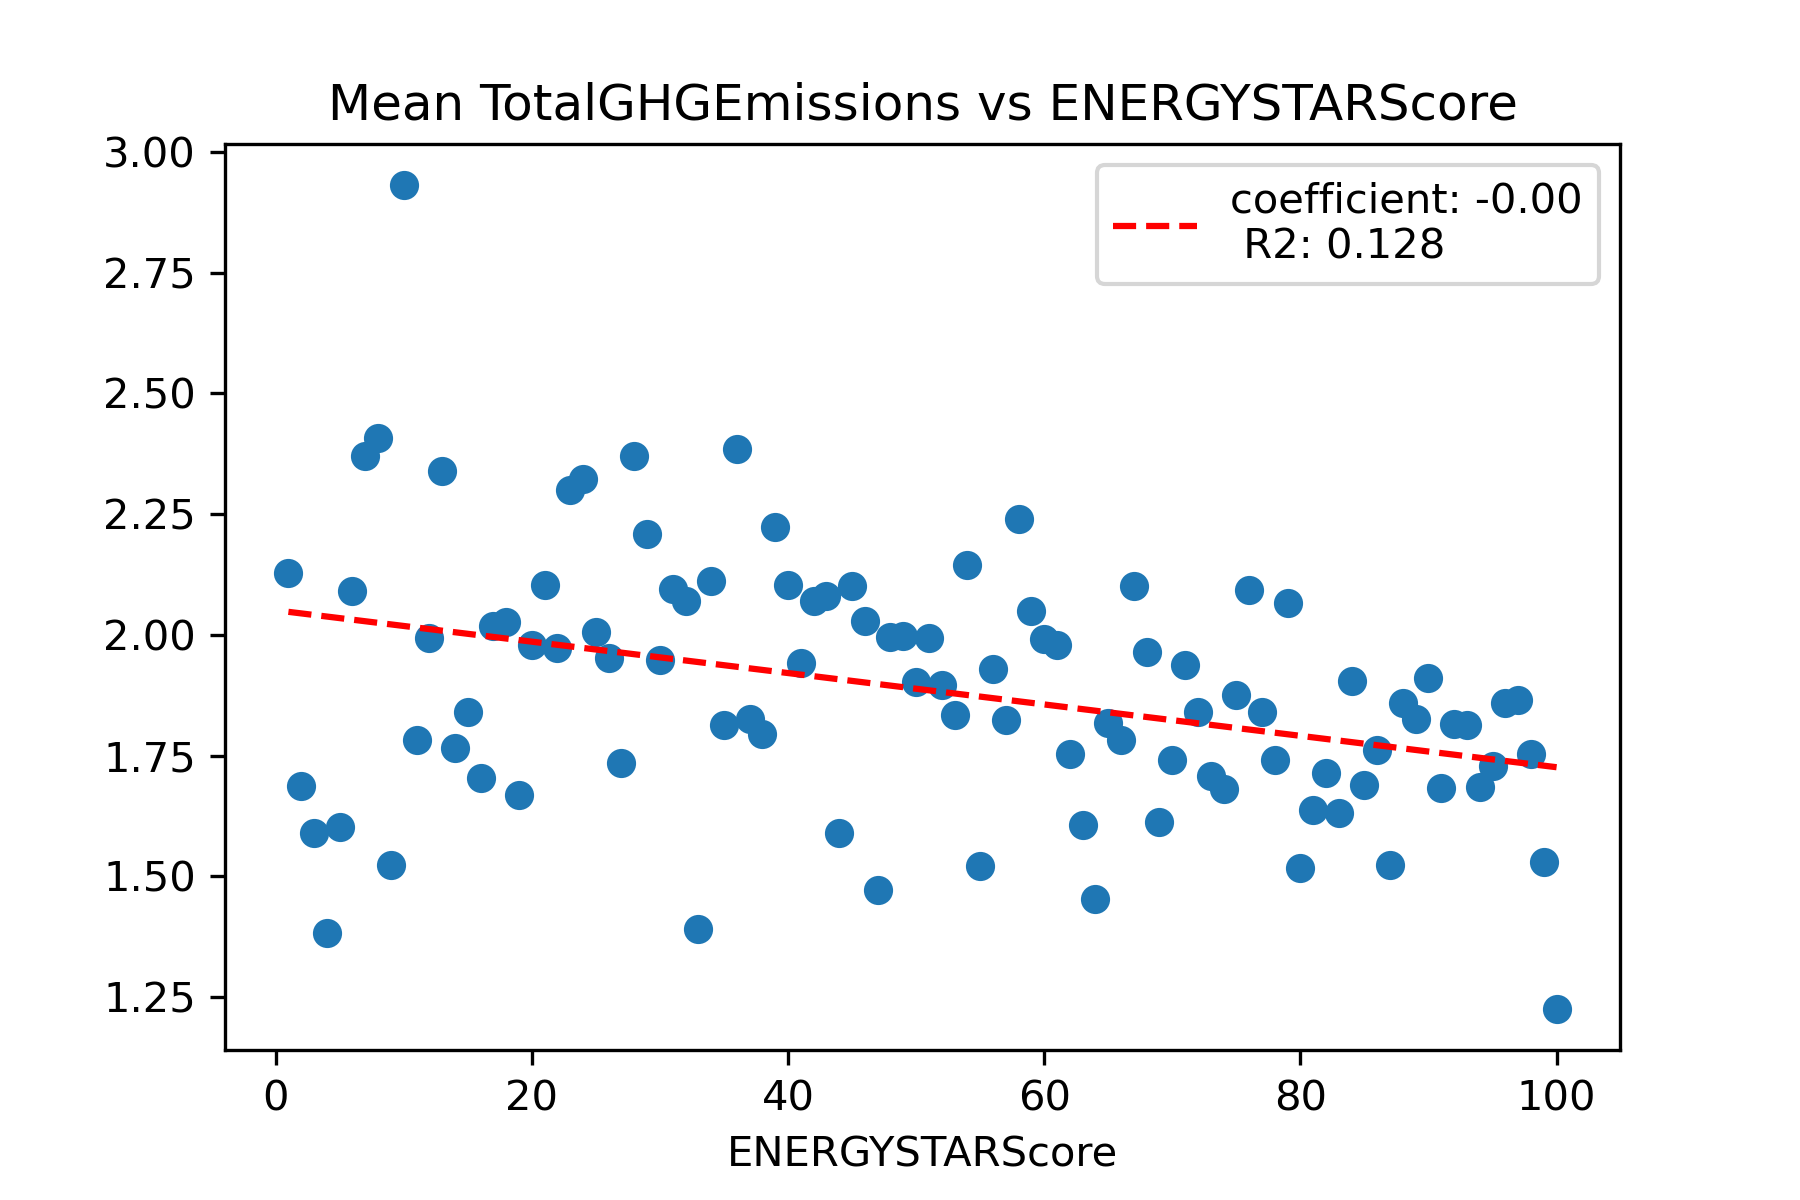 Mean TotalGHGEmissions vs ENERGYSTARScore
coefficient: -0.00
R2: 0.128
3.00
2.75
2.50
2.25
2.00
1.75
1.50
1.25
0 20 40 60 80 100
ENERGYSTARScore